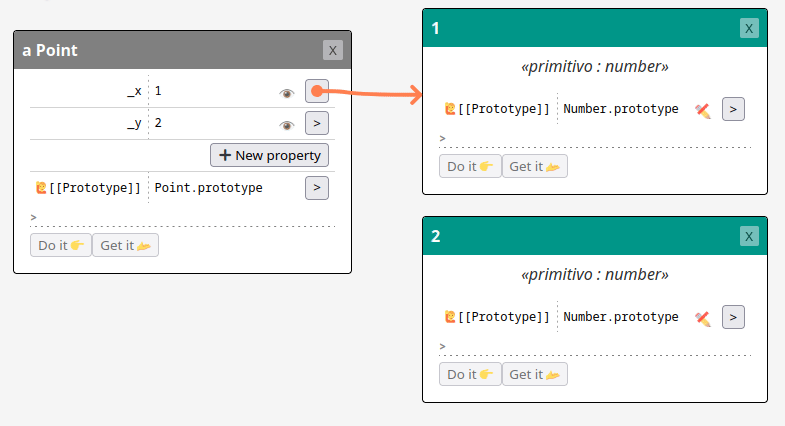 a Point X
_x 1
_y 2 >
+ New property
[[Prototype]] Point.prototype >
>
Do it Get it
1 X
«primitivo : number»
[[Prototype]] Number.prototype >
>
Do it Get it
2 X
«primitivo : number»
[[Prototype]] Number.prototype >
>
Do it Get it